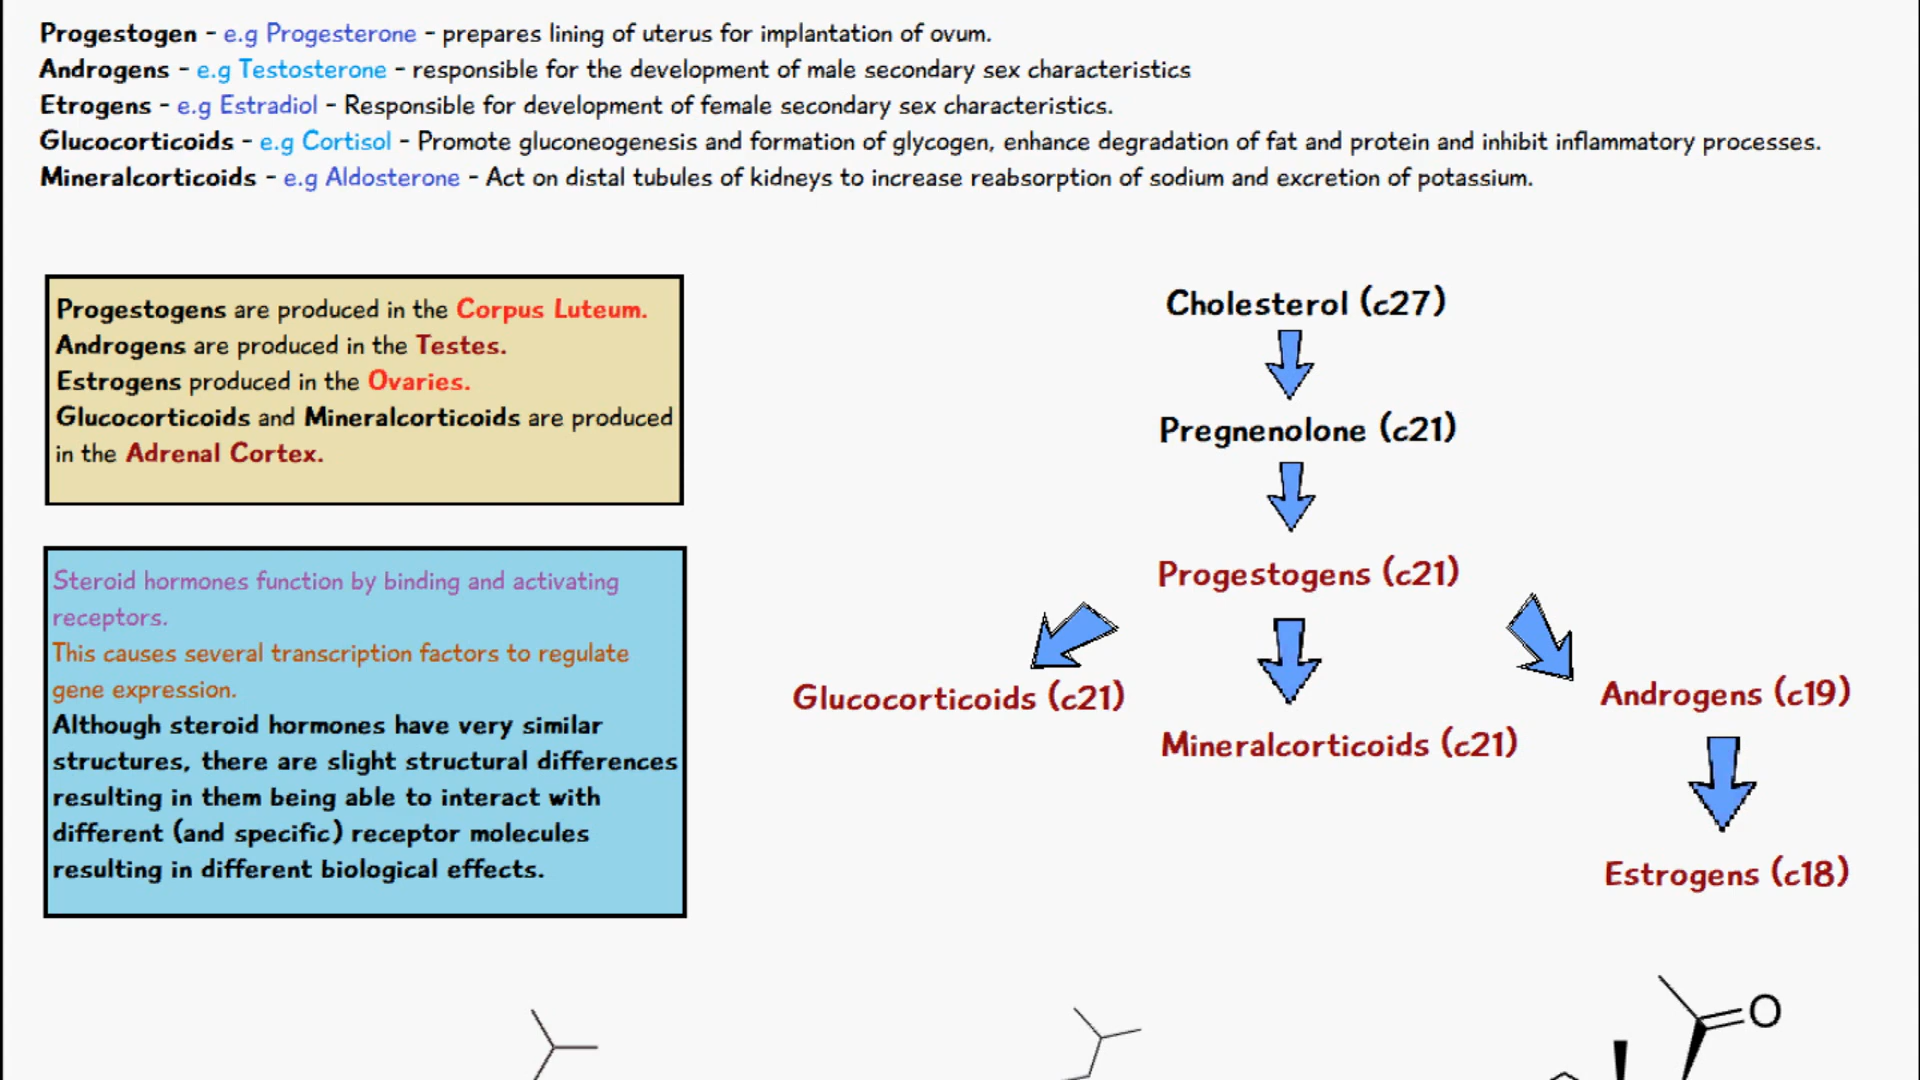 Progestogen - e.g Progesterone - prepares lining of uterus for implantation of ovum.
Androgens - e.g Testosterone - responsible for the development of male secondary sex characteristics
Etrogens - e.g Estradiol - Responsible for development of female secondary sex characteristics.
Glucocorticoids - e.g Cortisol - Promote gluconeogenesis and formation of glycogen, enhance degradation of fat and protein and inhibit inflammatory processes.
Mineralcorticoids - e.g Aldosterone - Act on distal tubules of kidneys to increase reabsorption of sodium and excretion of potassium.
Progestogens are produced in the Corpus Luteum.
Androgens are produced in the Testes.
Estrogens produced in the Ovaries.
Glucocorticoids and Mineralcorticoids are produced
in the Adrenal Cortex.
Steroid hormones function by binding and activating
receptors.
This causes several transcription factors to regulate
gene expression.
Although steroid hormones have very similar
structures, there are slight structural differences
resulting in them being able to interact with
different (and specific) receptor molecules
resulting in different biological effects.
Cholesterol (c27)
Pregnenolone (c21)
Progestogens (c21)
Glucocorticoids (c21)
Mineralcorticoids (c21)
Androgens (c19)
Estrogens (c18)
O